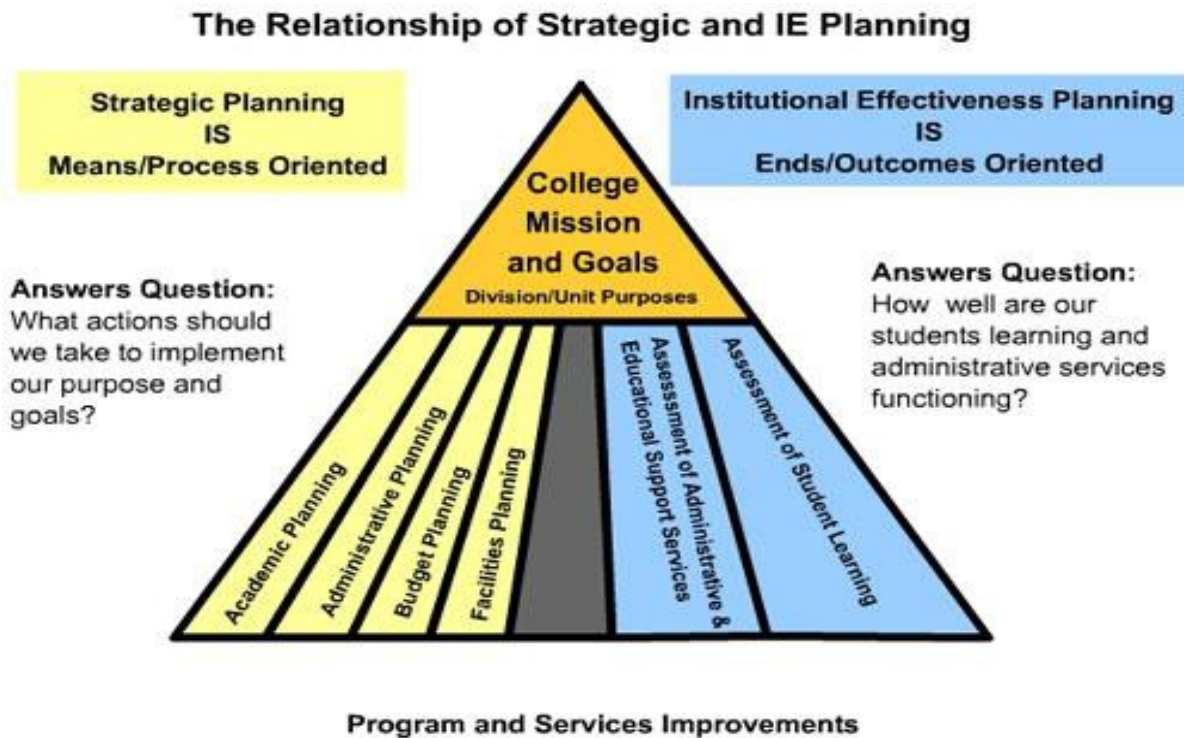 The Relationship of Strategic and IE Planning
Strategic Planning
IS
Means/Process Oriented
Institutional Effectiveness Planning
IS
Ends/Outcomes Oriented
College
Mission
and Goals
Division/Unit Purposes
Answers Question:
What actions should
we take to implement
our purpose and
goals?
Answers Question:
How well are our
students learning and
administrative services
functioning?
Academic Planning
Administrative Planning
Budget Planning
Facilities Planning
Assessment of Administrative &
Educational Support Services
Assessment of Student Learning
Program and Services Improvements